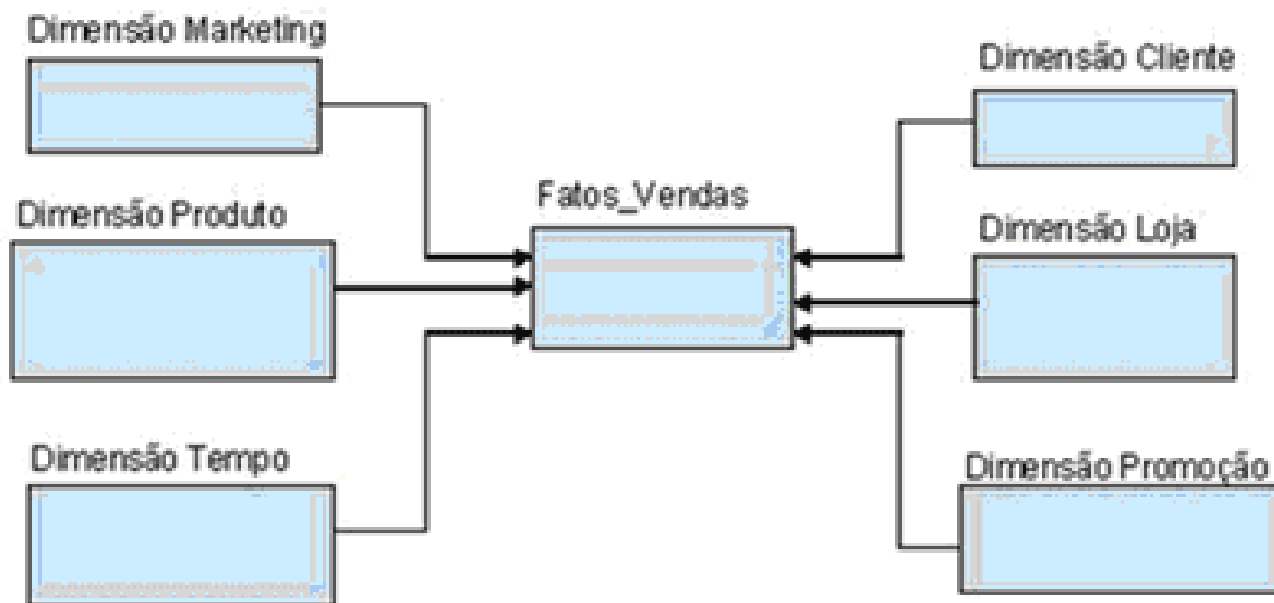 Dimensão Marketing
Dimensão Cliente
Fatos_Vendas
Dimensão Produto
Dimensão Loja
Dimensão Tempo
Dimensão Promoção